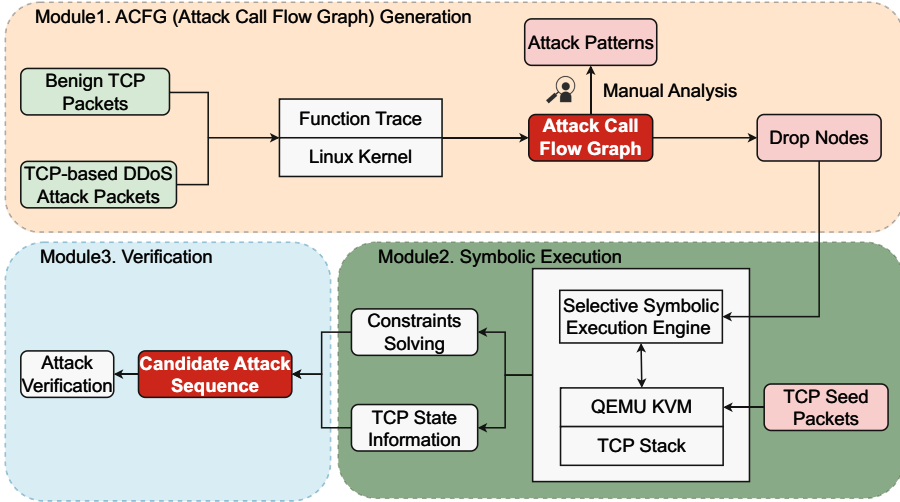 Module1. ACFG (Attack Call Flow Graph) Generation
Attack Patterns
Manual Analysis
Benign TCP
Packets
TCP-based DDoS
Attack Packets
Function Trace
Linux Kernel
Attack Call
Flow Graph
Drop Nodes
Module3. Verification
Attack
Verification
Candidate Attack
Sequence
Module2. Symbolic Execution
Constraints
Solving
TCP State
Information
Selective Symbolic
Execution Engine
QEMU KVM
TCP Stack
TCP Seed
Packets